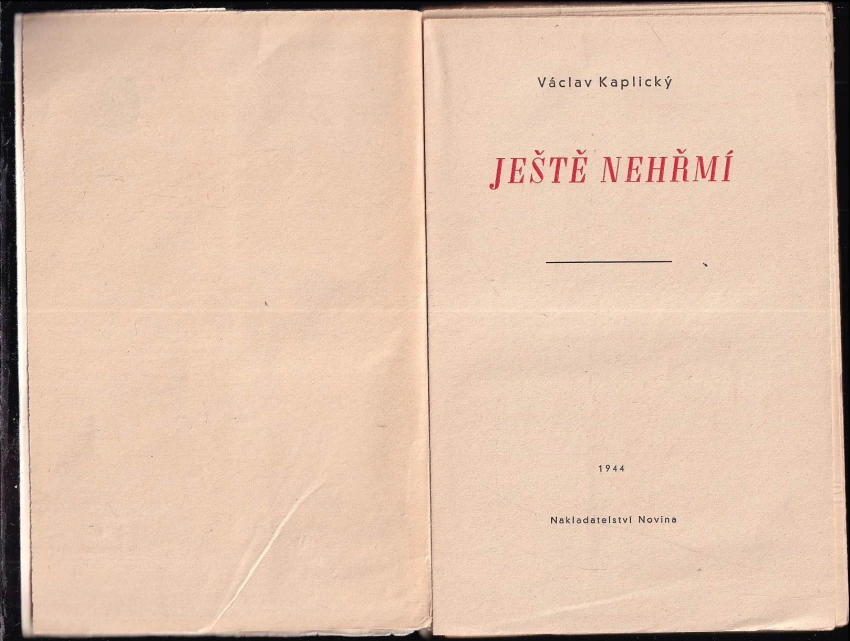 Václav Kaplický
JEŠTĚ NEHŘMÍ
1944
Nakladatelství Novina